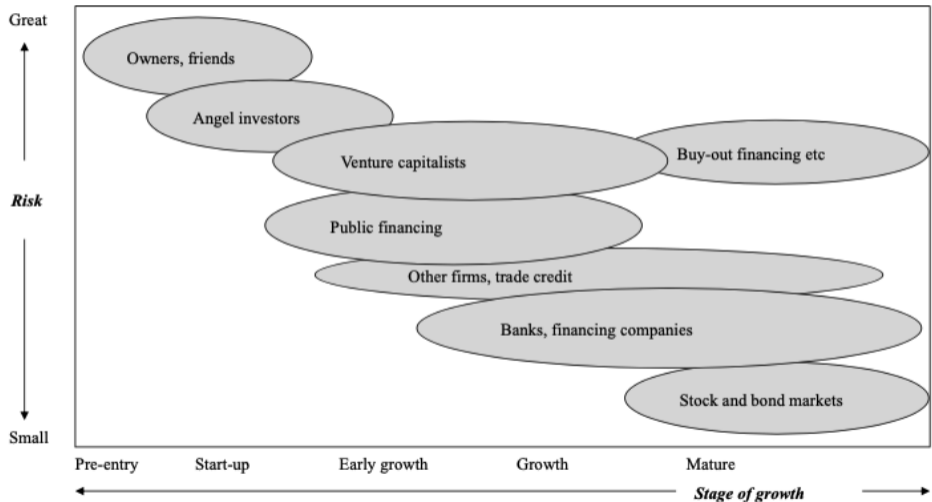 Great
Owners, friends
Angel investors
Venture capitalists
Buy-out financing etc
Risk
Public financing
Other firms, trade credit
Banks, financing companies
Stock and bond markets
Small
Pre-entry
Start-up
Early growth
Growth
Mature
Stage of growth